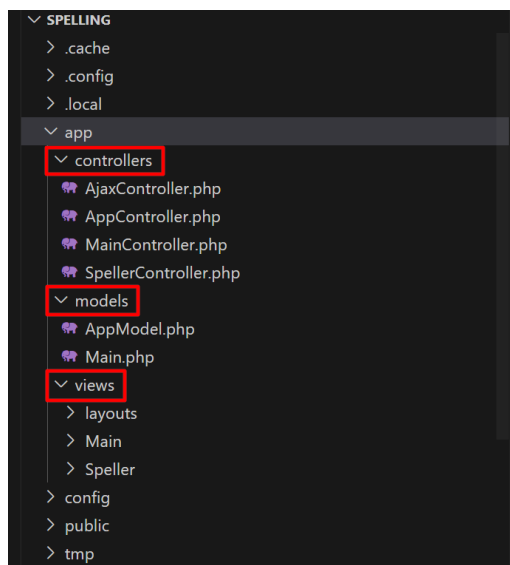 SPELLING
.cache
.config
.local
app
controllers
AjaxController.php
AppController.php
MainController.php
SpellerController.php
models
AppModel.php
Main.php
views
layouts
Main
Speller
config
public
tmp